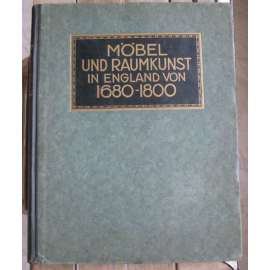 MÖBEL
UND RAUMKUNST
IN ENGLAND VON
1680-1800